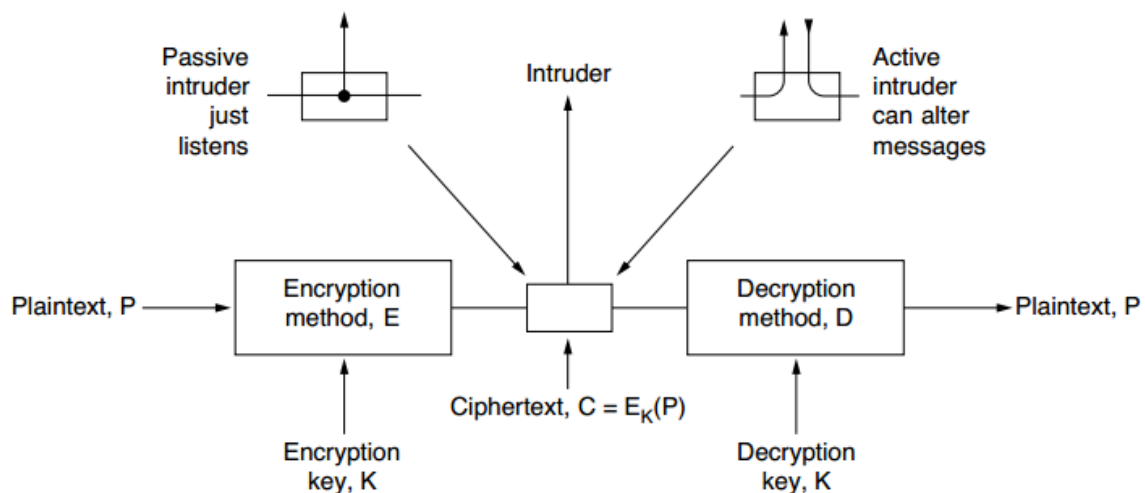 Passive
intruder
just
listens
Intruder
Active
intruder
can alter
messages
Plaintext, P
Encryption
method, E
Decryption
method, D
Plaintext, P
Ciphertext, C = E_K(P)
Encryption
key, K
Decryption
key, K